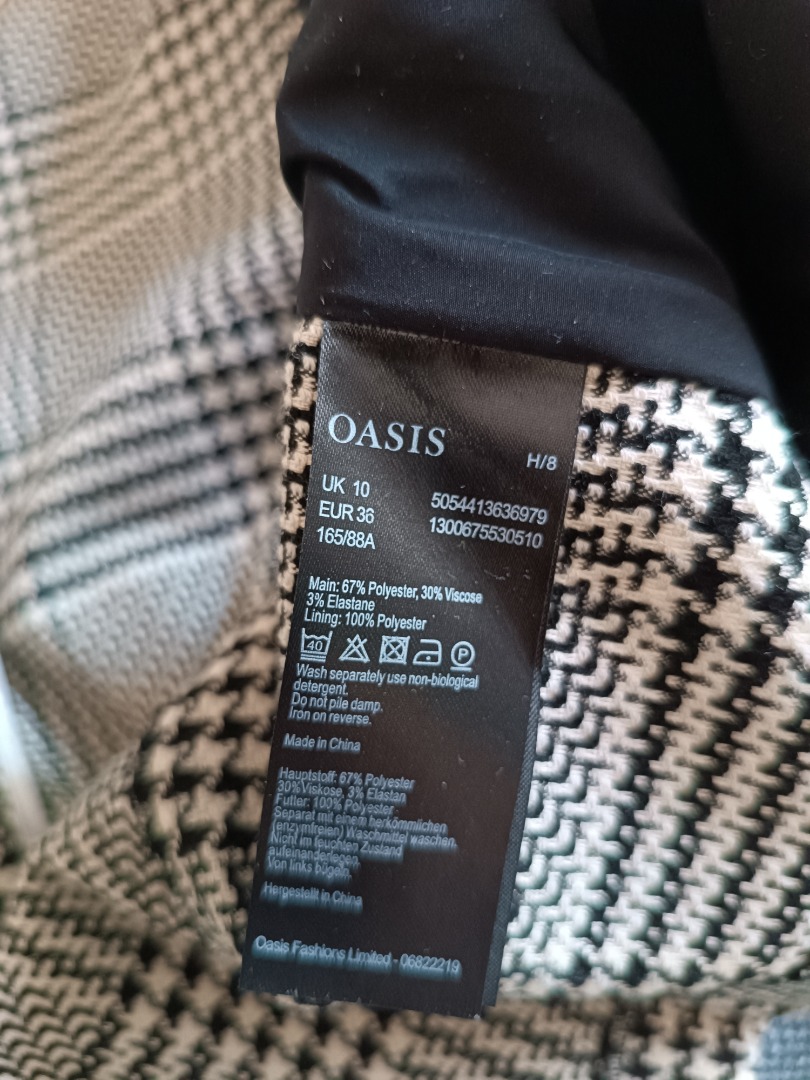 OASIS
H/8
UK 10
EUR 36
165/88A
5054413636979
1300675530510
Main: 67% Polyester, 30% Viscose
3% Elastane
Lining: 100% Polyester
40
P
Wash separately use non-biological
detergent.
Do not pile damp.
Iron on reverse.
Made in China
Hauptstoff: 67% Polyester
30%Viskose, 3% Elastan
Futter: 100% Polyester
Separat mit einem herkömmlichen
(enzymfreien) Waschmittel waschen.
Nicht im feuchten Zustand
aufeinanderlegen.
Von links bügeln.
Hergestellt in China
Oasis Fashions Limited - 06822219